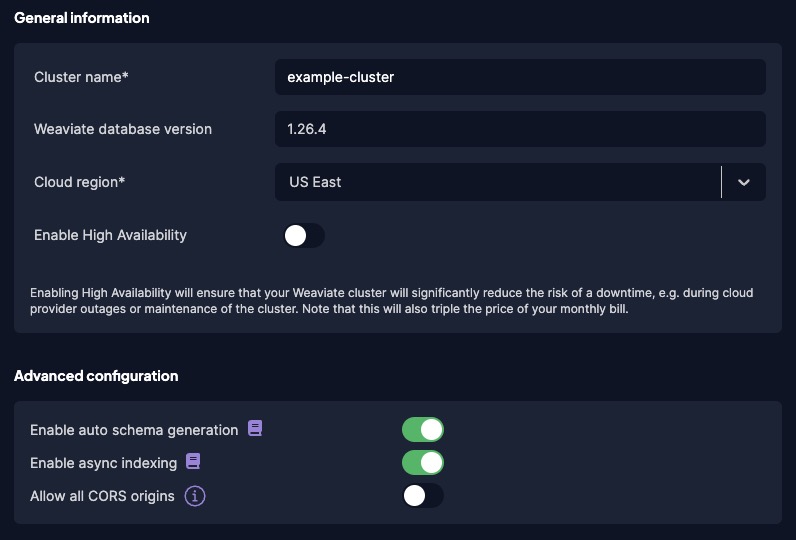 General information
Cluster name*
example-cluster
Weaviate database version
1.26.4
Cloud region*
US East
Enable High Availability
Enabling High Availability will ensure that your Weaviate cluster will significantly reduce the risk of a downtime, e.g. during cloud
provider outages or maintenance of the cluster. Note that this will also triple the price of your monthly bill.
Advanced configuration
Enable auto schema generation
Enable async indexing
Allow all CORS origins